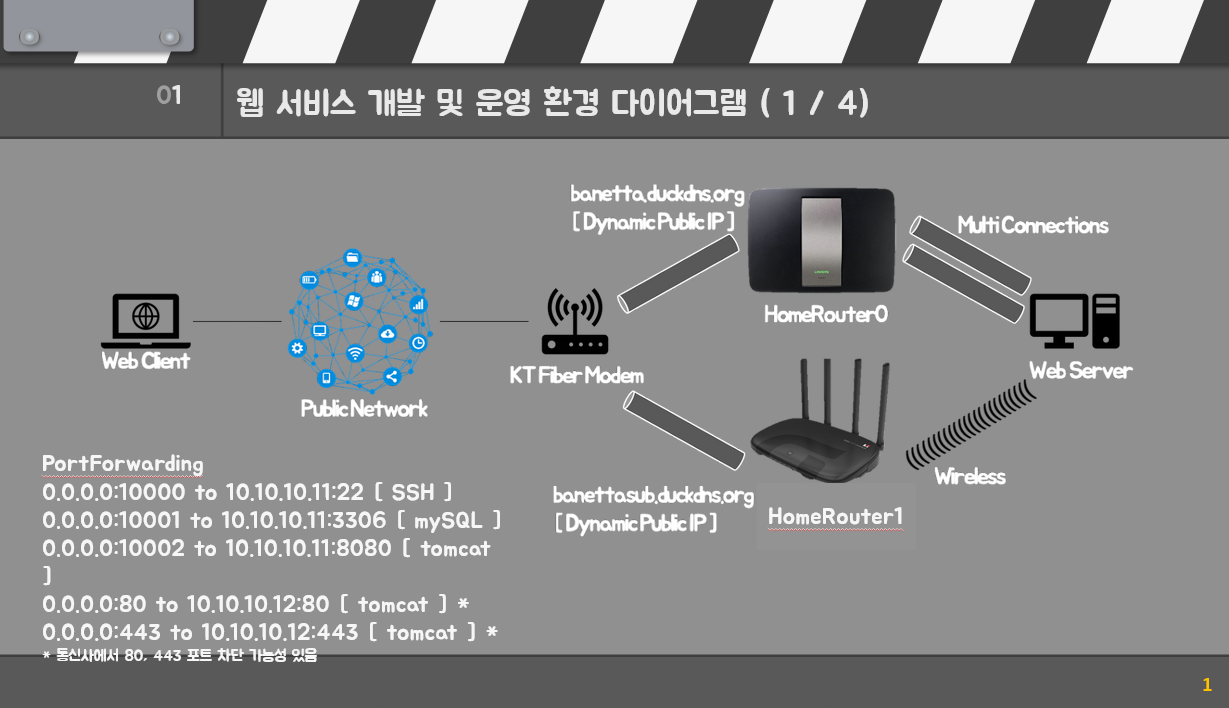 01
웹 서비스 개발 및 운영 환경 다이어그램 ( 1 / 4)
banetta.duckdns.org
[ Dynamic Public IP ]
Multi Connections
HomeRouter0
Web Client
Public Network
KT Fiber Modem
Web Server
Wireless
banettasub.duckdns.org
[ Dynamic Public IP ]
HomeRouter1
PortForwarding
0.0.0.0:10000 to 10.10.10.11:22 [ SSH ]
0.0.0.0:10001 to 10.10.10.11:3306 [ mySQL ]
0.0.0.0:10002 to 10.10.10.11:8080 [ tomcat
]
0.0.0.0:80 to 10.10.10.12:80 [ tomcat ] *
0.0.0.0:443 to 10.10.10.12:443 [ tomcat ] *
* 통신사에서 80, 443 포트 차단 가능성 있음
1